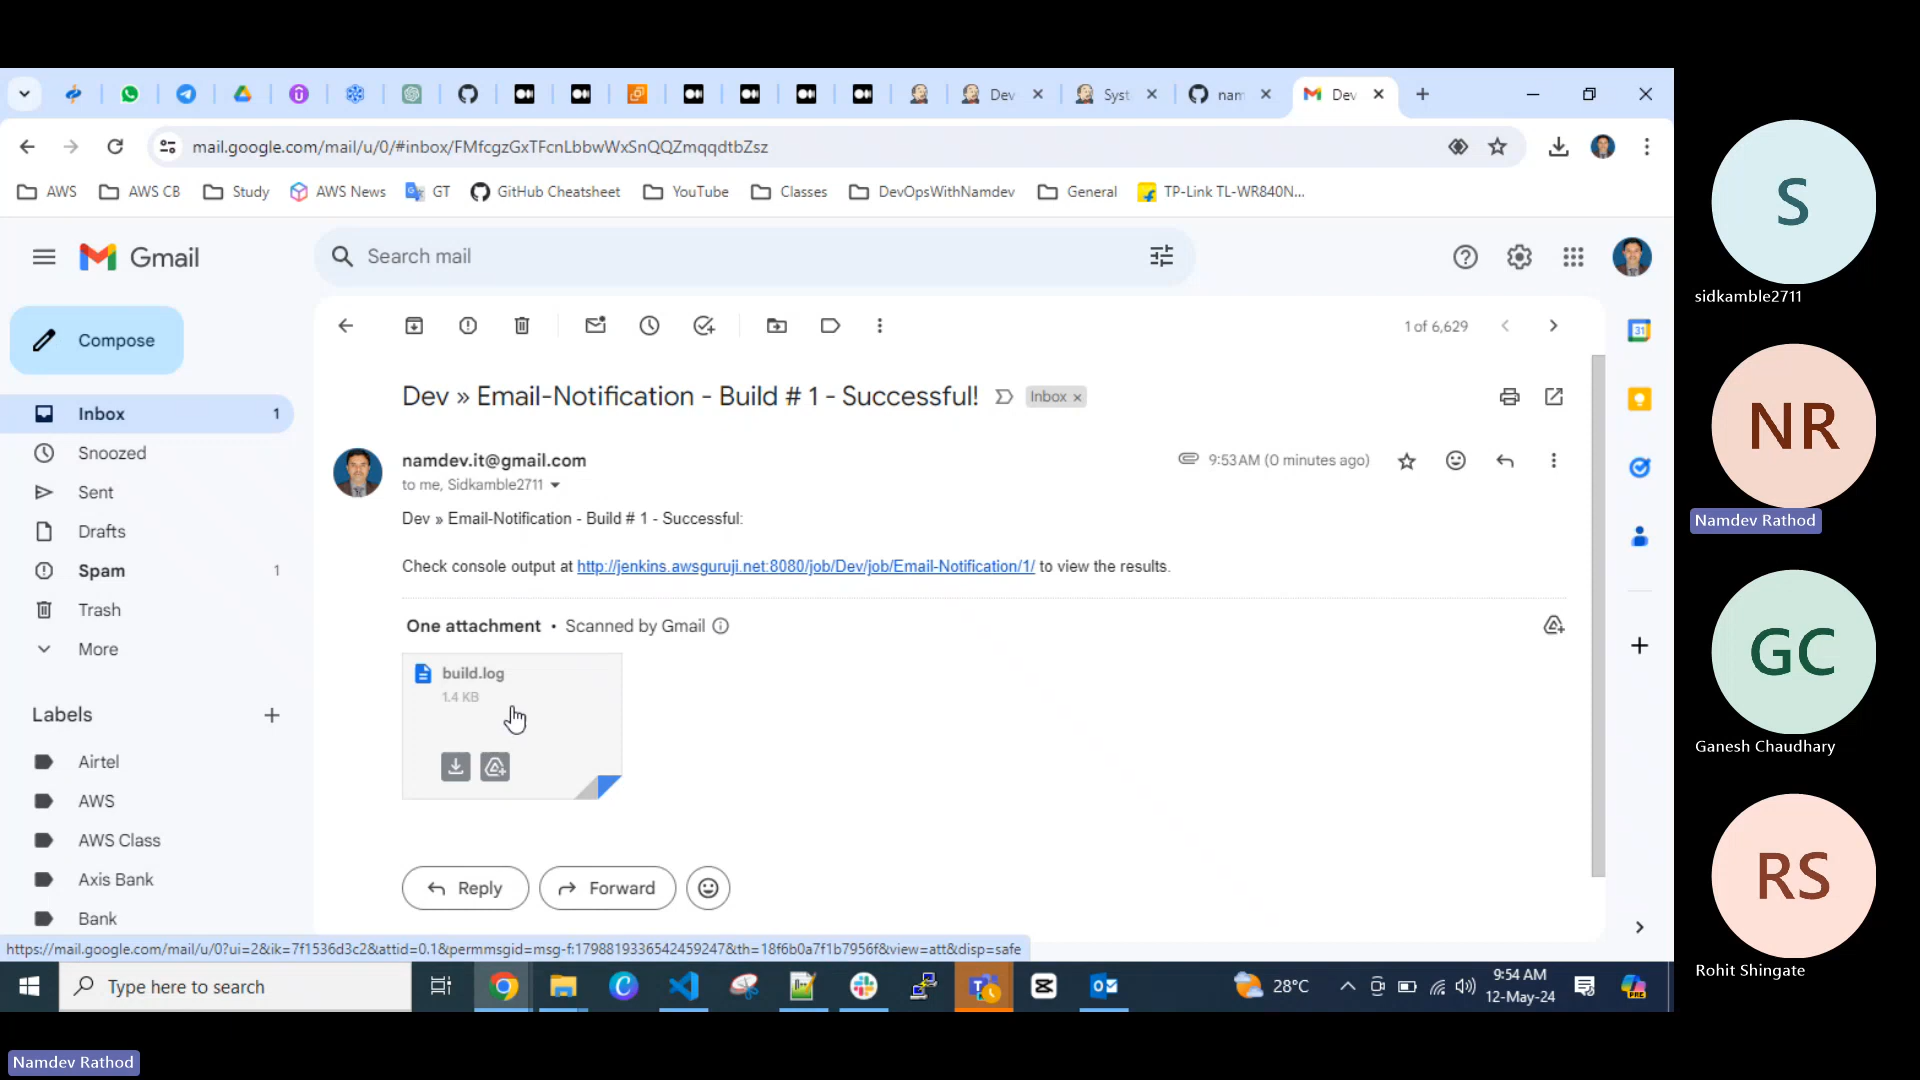 Dev
Syst
nam
Dev
mail.google.com/mail/u/0/#inbox/FMfcgzGxTFcnLbbwWxSnQQZmqqdtbZsz
AWS
AWS CB
Study
AWS News
GT
GitHub Cheatsheet
YouTube
Classes
DevOpsWithNamdev
General
TP-Link TL-WR840N...
Gmail
Search mail
Compose
1 of 6,629
Dev » Email-Notification - Build # 1 - Successful!
Inbox ×
Inbox 1
Snoozed
Sent
Drafts
Spam 1
Trash
More
Labels
Airtel
AWS
AWS Class
Axis Bank
Bank
namdev.it@gmail.com
9:53 AM (0 minutes ago)
to me, Sidkamble2711
Dev » Email-Notification - Build # 1 - Successful:
Check console output at http://jenkins.awsguruji.net:8080/job/Dev/job/Email-Notification/1/ to view the results.
One attachment • Scanned by Gmail
build.log
1.4 KB
Reply
Forward
31
https://mail.google.com/mail/u/0?ui=2&ik=7f1536d3c2&attid=0.1&permmsgid=msg-f:1798819336542459247&th=18f6b0a7f1b7956f&view=att&disp=safe
Type here to search
28°C
9:54 AM
12-May-24
S
sidkamble2711
NR
Namdev Rathod
GC
Ganesh Chaudhary
RS
Rohit Shingate
Namdev Rathod